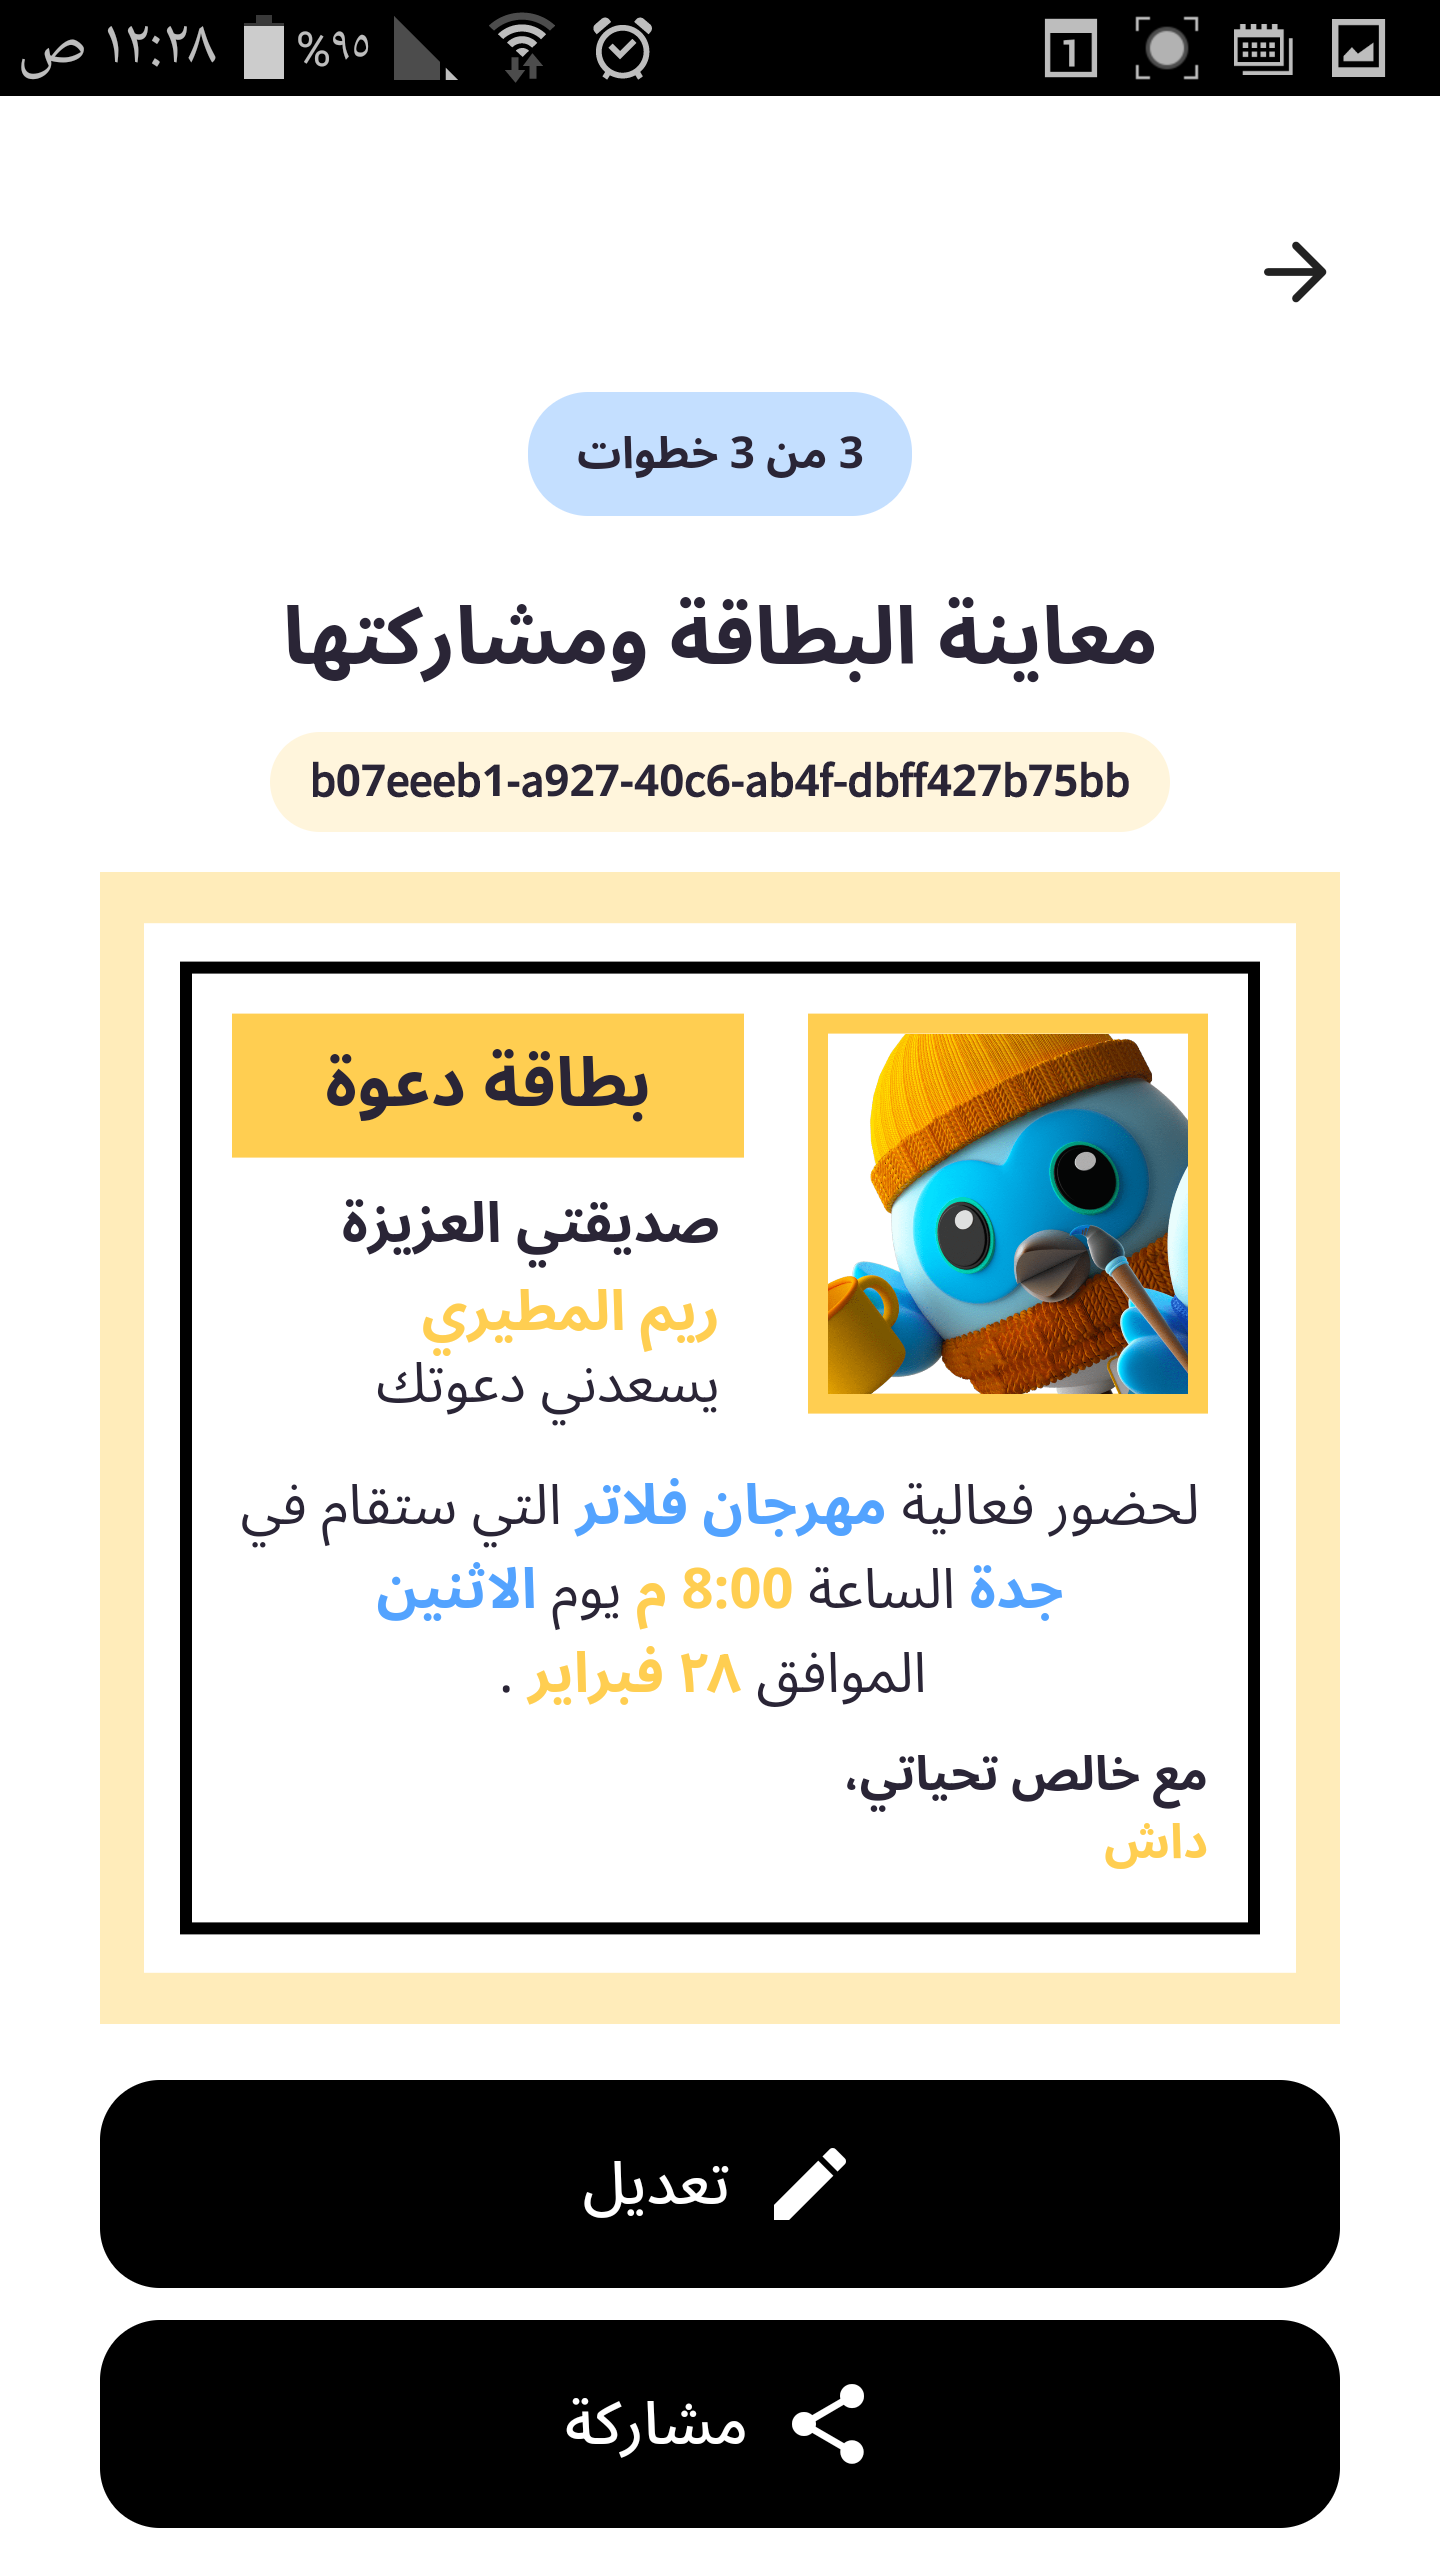 ١٢:٢٨ ص
%٩٥
1
3 من 3 خطوات
معاينة البطاقة ومشاركتها
b07eeeb1-a927-40c6-ab4f-dbff427b75bb
بطاقة دعوة
صديقتي العزيزة
ريم المطيري
يسعدني دعوتك
لحضور فعالية مهرجان فلاتر التي ستقام في
جدة الساعة 8:00 م يوم الاثنين
الموافق ٢٨ فبراير .
مع خالص تحياتي،
داش
تعديل
مشاركة